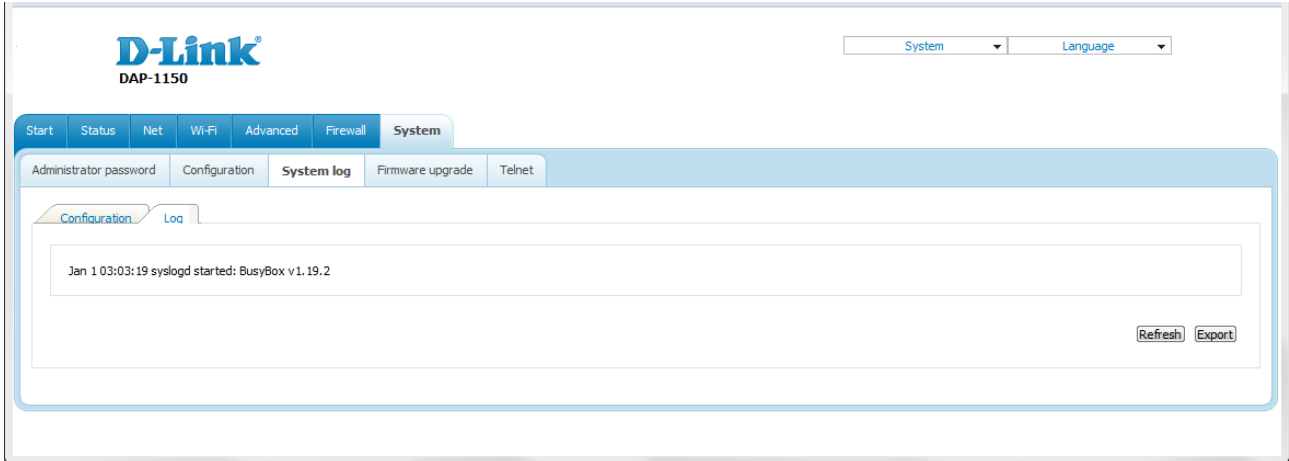 D-Link®
DAP-1150
System Language
Start Status Net Wi-Fi Advanced Firewall System
Administrator password Configuration System log Firmware upgrade Telnet
Configuration Log
Jan 1 03:03:19 syslogd started: BusyBox v1.19.2
Refresh Export